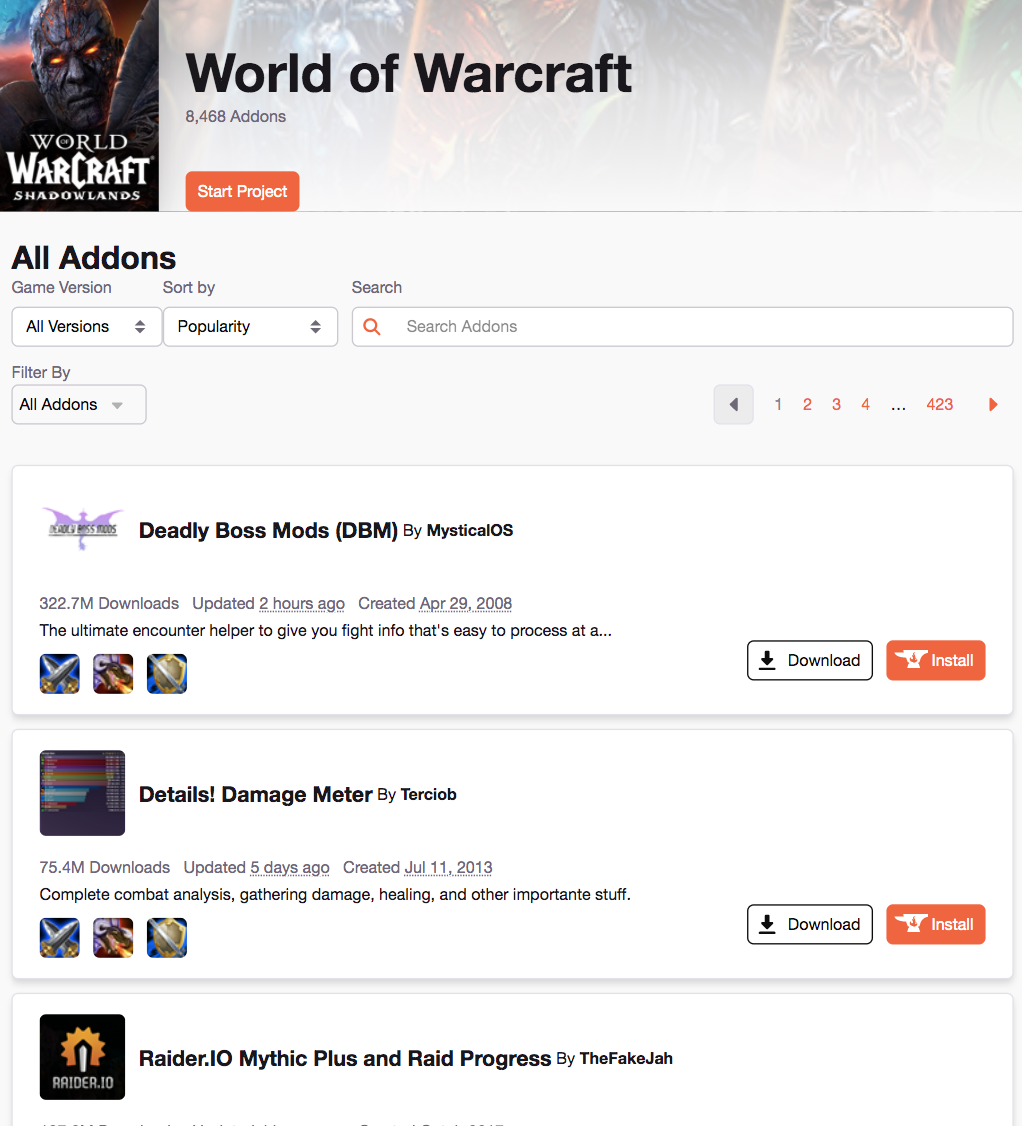 World of Warcraft
8,468 Addons
WORLD
OF
WARCRAFT
SHADOWLANDS
Start Project
All Addons
Game Version Sort by Search
All Versions Popularity Search Addons
Filter By
All Addons 1 2 3 4 ... 423
DEADLY BOSS MODS
Deadly Boss Mods (DBM) By MysticalOS
322.7M Downloads Updated 2 hours ago Created Apr 29, 2008
The ultimate encounter helper to give you fight info that's easy to process at a...
Download Install
Details! Damage Meter By Terciob
75.4M Downloads Updated 5 days ago Created Jul 11, 2013
Complete combat analysis, gathering damage, healing, and other importante stuff.
Download Install
Raider.IO Mythic Plus and Raid Progress By TheFakeJah
RAIDER.IO